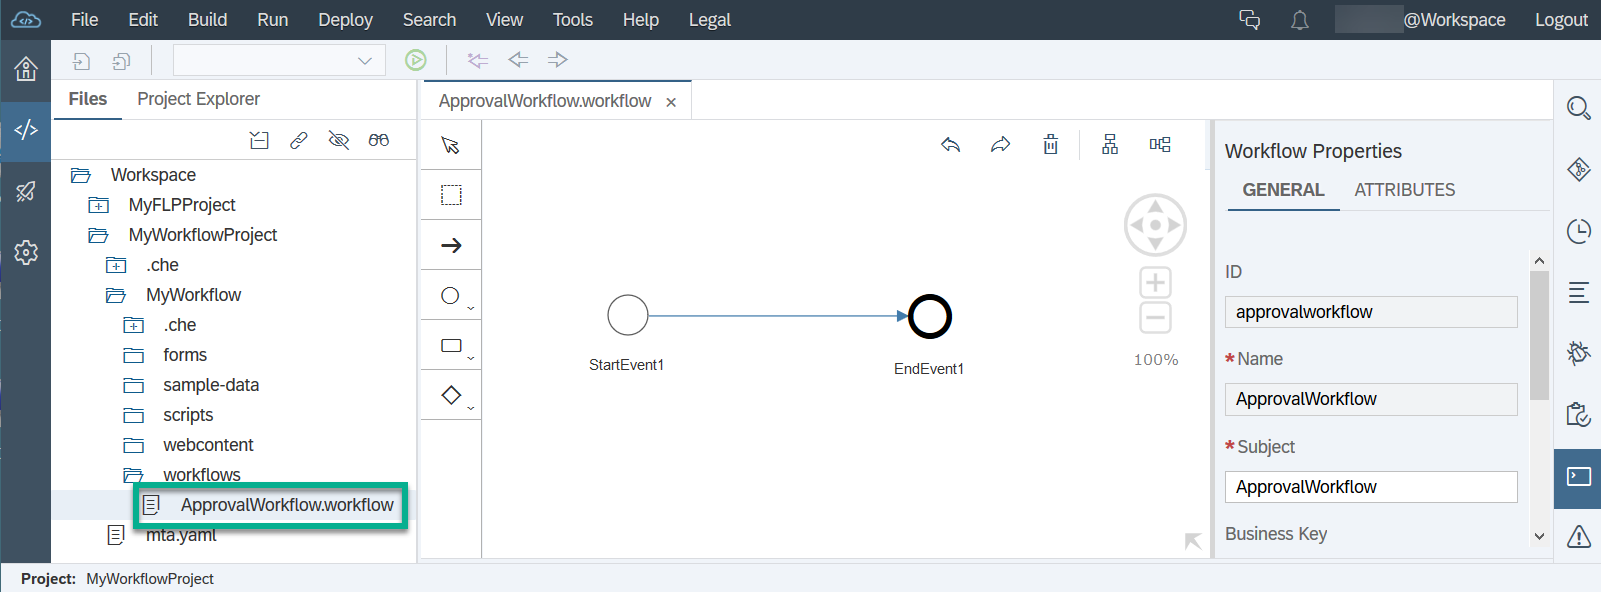 File Edit Build Run Deploy Search View Tools Help Legal @Workspace Logout
Files Project Explorer
ApprovalWorkflow.workflow
Workspace
MyFLPProject
MyWorkflowProject
.che
MyWorkflow
.che
forms
sample-data
scripts
webcontent
workflows
ApprovalWorkflow.workflow
mta.yaml
StartEvent1
EndEvent1
100%
Workflow Properties
GENERAL ATTRIBUTES
ID
approvalworkflow
*Name
ApprovalWorkflow
*Subject
ApprovalWorkflow
Business Key
Project: MyWorkflowProject